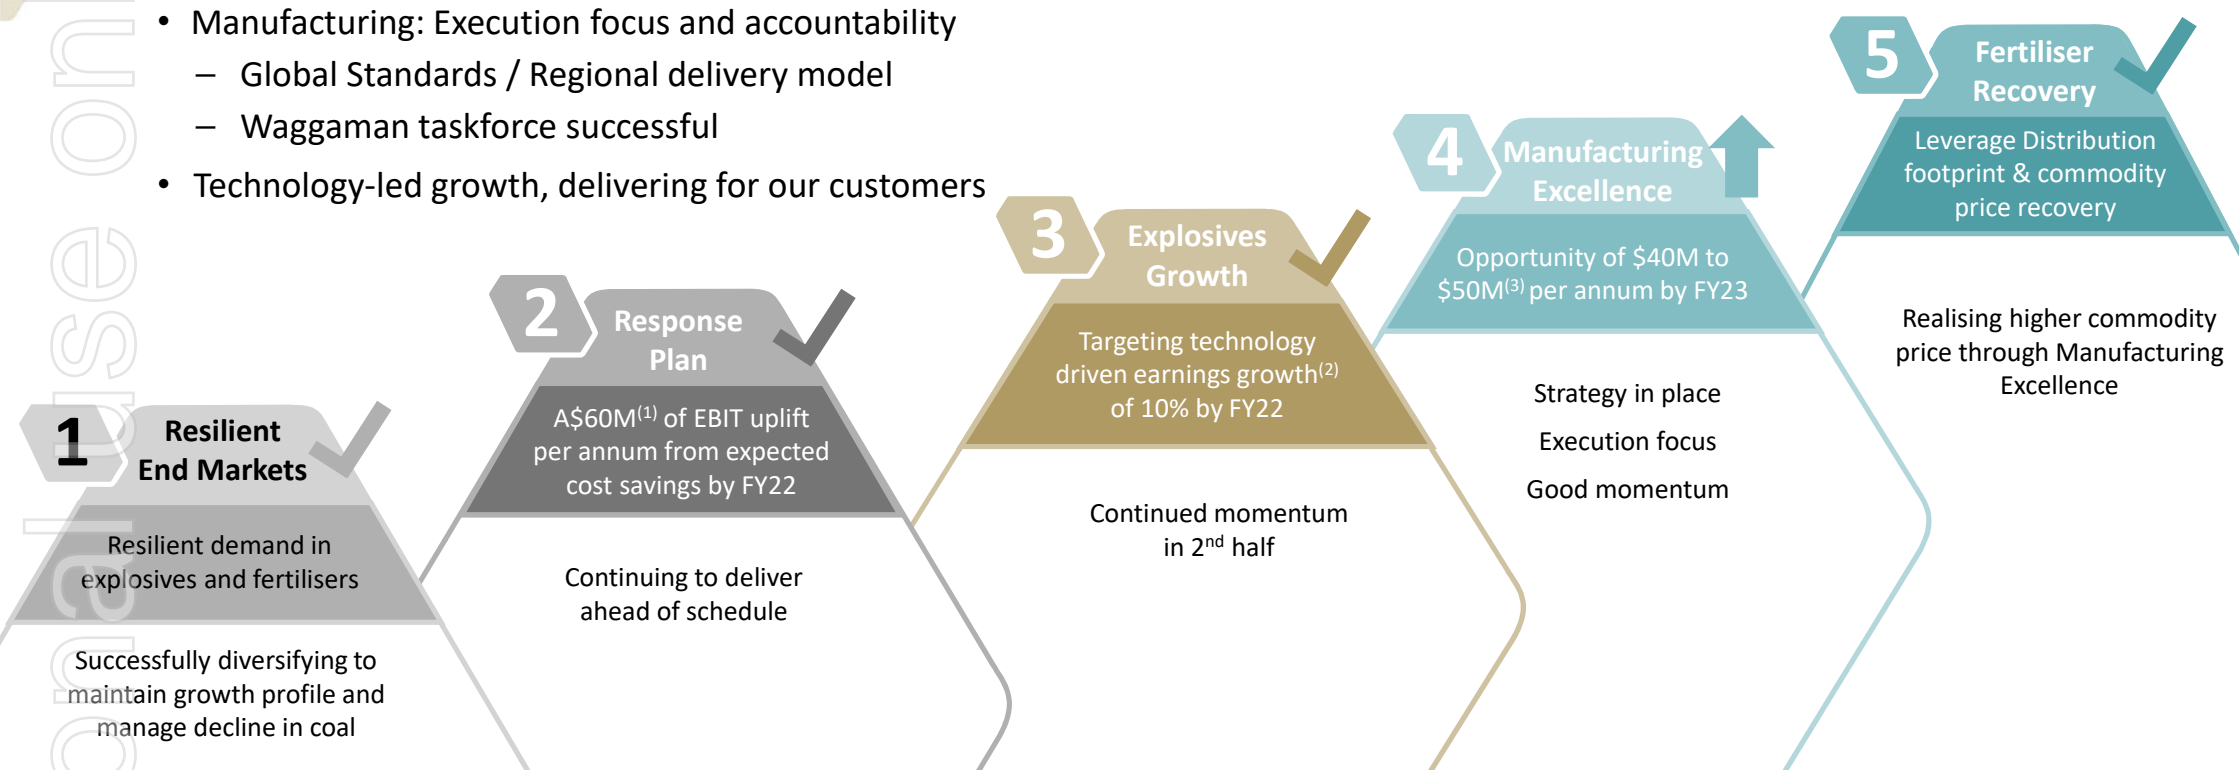 • Manufacturing: Execution focus and accountability
– Global Standards / Regional delivery model
– Waggaman taskforce successful
• Technology-led growth, delivering for our customers
1
Resilient
End Markets
Resilient demand in
explosives and fertilisers
Successfully diversifying to
maintain growth profile and
manage decline in coal
2
Response
Plan
A$60M(1) of EBIT uplift
per annum from expected
cost savings by FY22
Continuing to deliver
ahead of schedule
3
Explosives
Growth
Targeting technology
driven earnings growth(2)
of 10% by FY22
Continued momentum
in 2nd half
4
Manufacturing
Excellence
Opportunity of $40M to
$50M(3) per annum by FY23
Strategy in place
Execution focus
Good momentum
5
Fertiliser
Recovery
Leverage Distribution
footprint & commodity
price recovery
Realising higher commodity
price through Manufacturing
Excellence
onal use onl